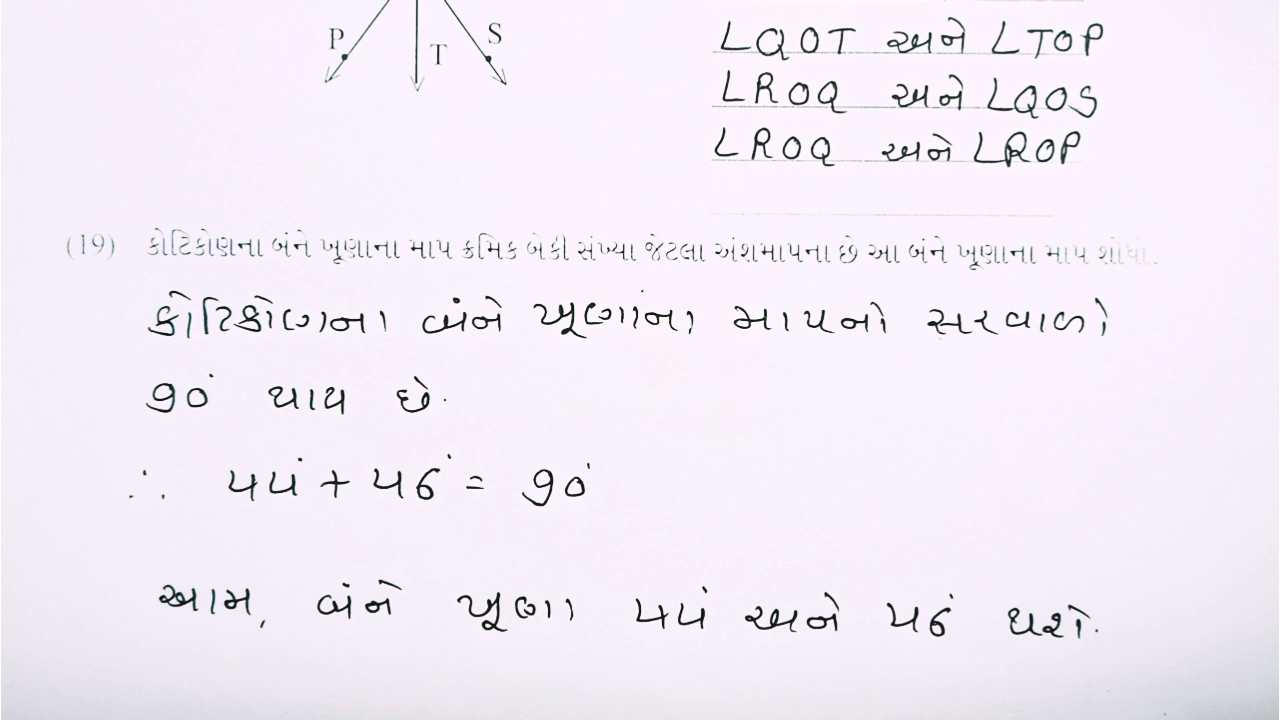 P S
T
∠QOT અને ∠TOP
∠ROQ અને ∠QOS
∠ROQ અને ∠ROP
(19) કોટિકોણના બંને ખૂણાના માપ ક્રમિક બેકી સંખ્યા જેટલા અંશમાપના છે આ બંને ખૂણાના માપ શોધો.
કોટિકોણના બંને ખૂણાંના માપનો સરવાળો
90° થાય છે.
∴ 44° + 46° = 90°
આમ, બંને ખૂણા 44° અને 46° થશે.